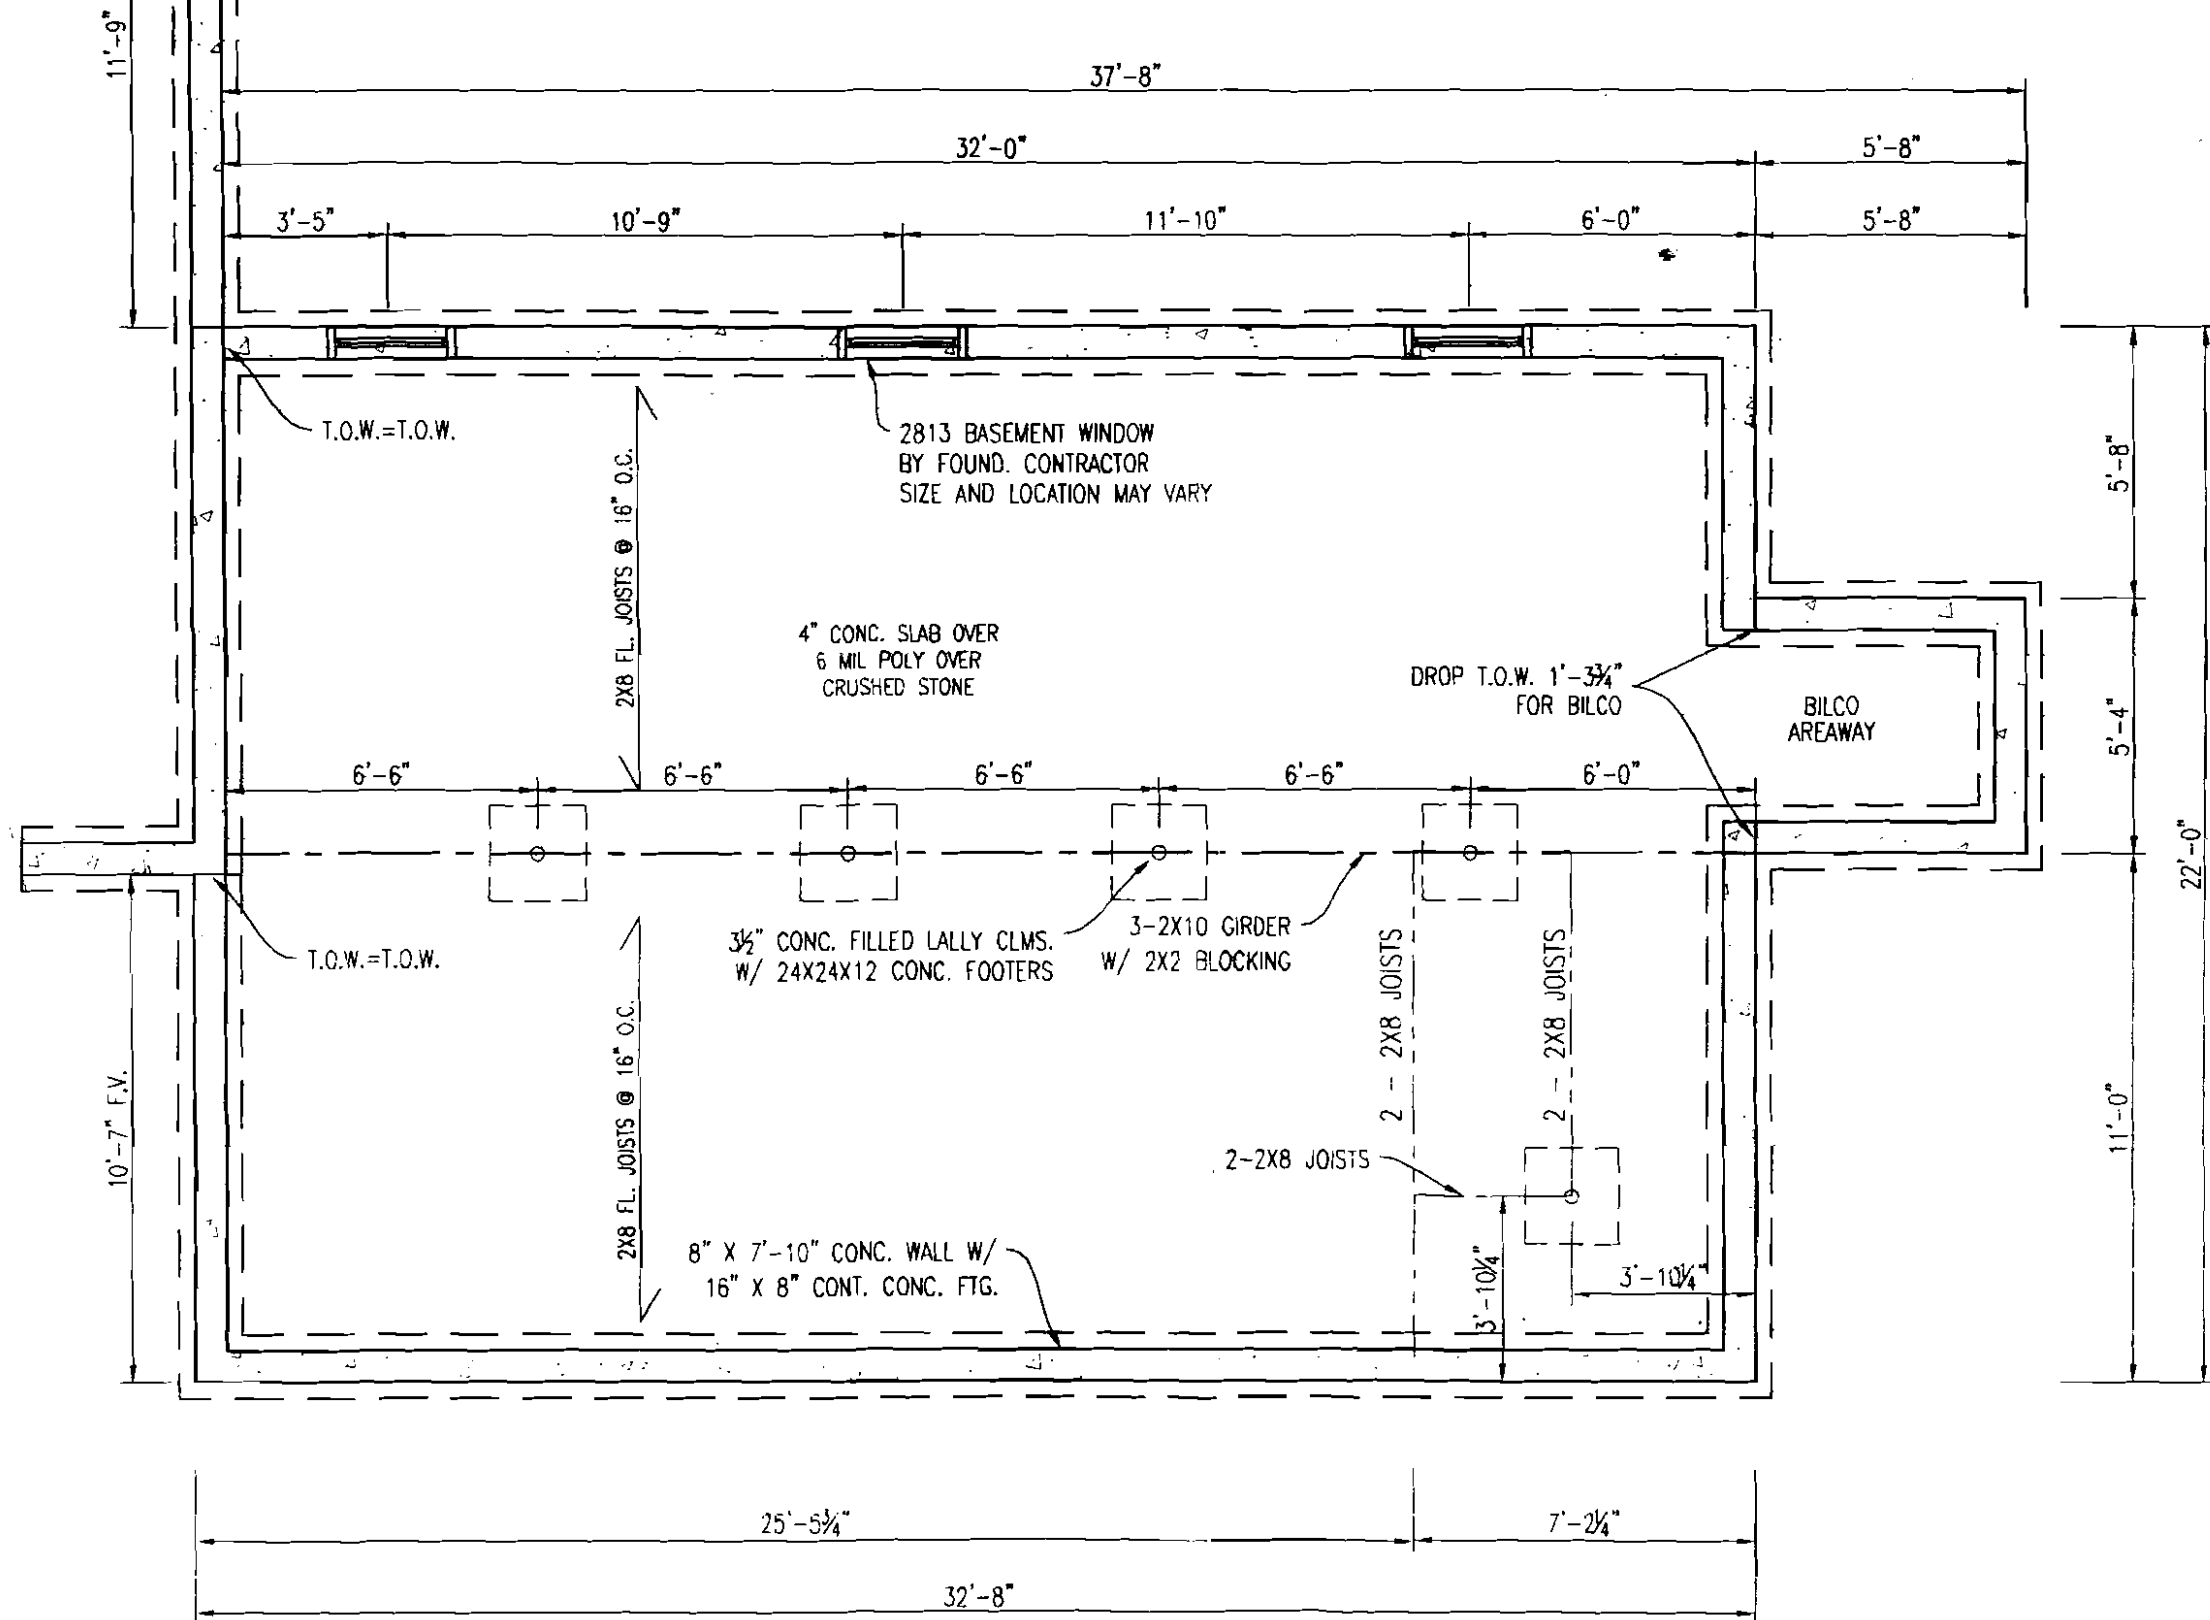 11'-9"
37'-8"
32'-0"
5'-8"
3'-5"
10'-9"
11'-10"
6'-0"
5'-8"
T.O.W.=T.O.W.
2813 BASEMENT WINDOW
BY FOUND. CONTRACTOR
SIZE AND LOCATION MAY VARY
2X8 FL. JOISTS @ 16" O.C.
5'-8"
4" CONC. SLAB OVER
6 MIL POLY OVER
CRUSHED STONE
DROP T.O.W. 1'-3¾"
FOR BILCO
BILCO
AREAWAY
5'-4"
6'-6"
6'-6"
6'-6"
6'-6"
6'-0"
22'-0"
T.O.W.=T.O.W.
3½" CONC. FILLED LALLY CLMS.
W/ 24X24X12 CONC. FOOTERS
3-2X10 GIRDER
W/ 2X2 BLOCKING
2 - 2X8 JOISTS
2 - 2X8 JOISTS
10'-7" F.V.
2X8 FL. JOISTS @ 16" O.C.
11'-0"
2-2X8 JOISTS
8" X 7'-10" CONC. WALL W/
16" X 8" CONT. CONC. FTG.
3'-10¼"
3'-10¼"
25'-5¾"
7'-2¼"
32'-8"